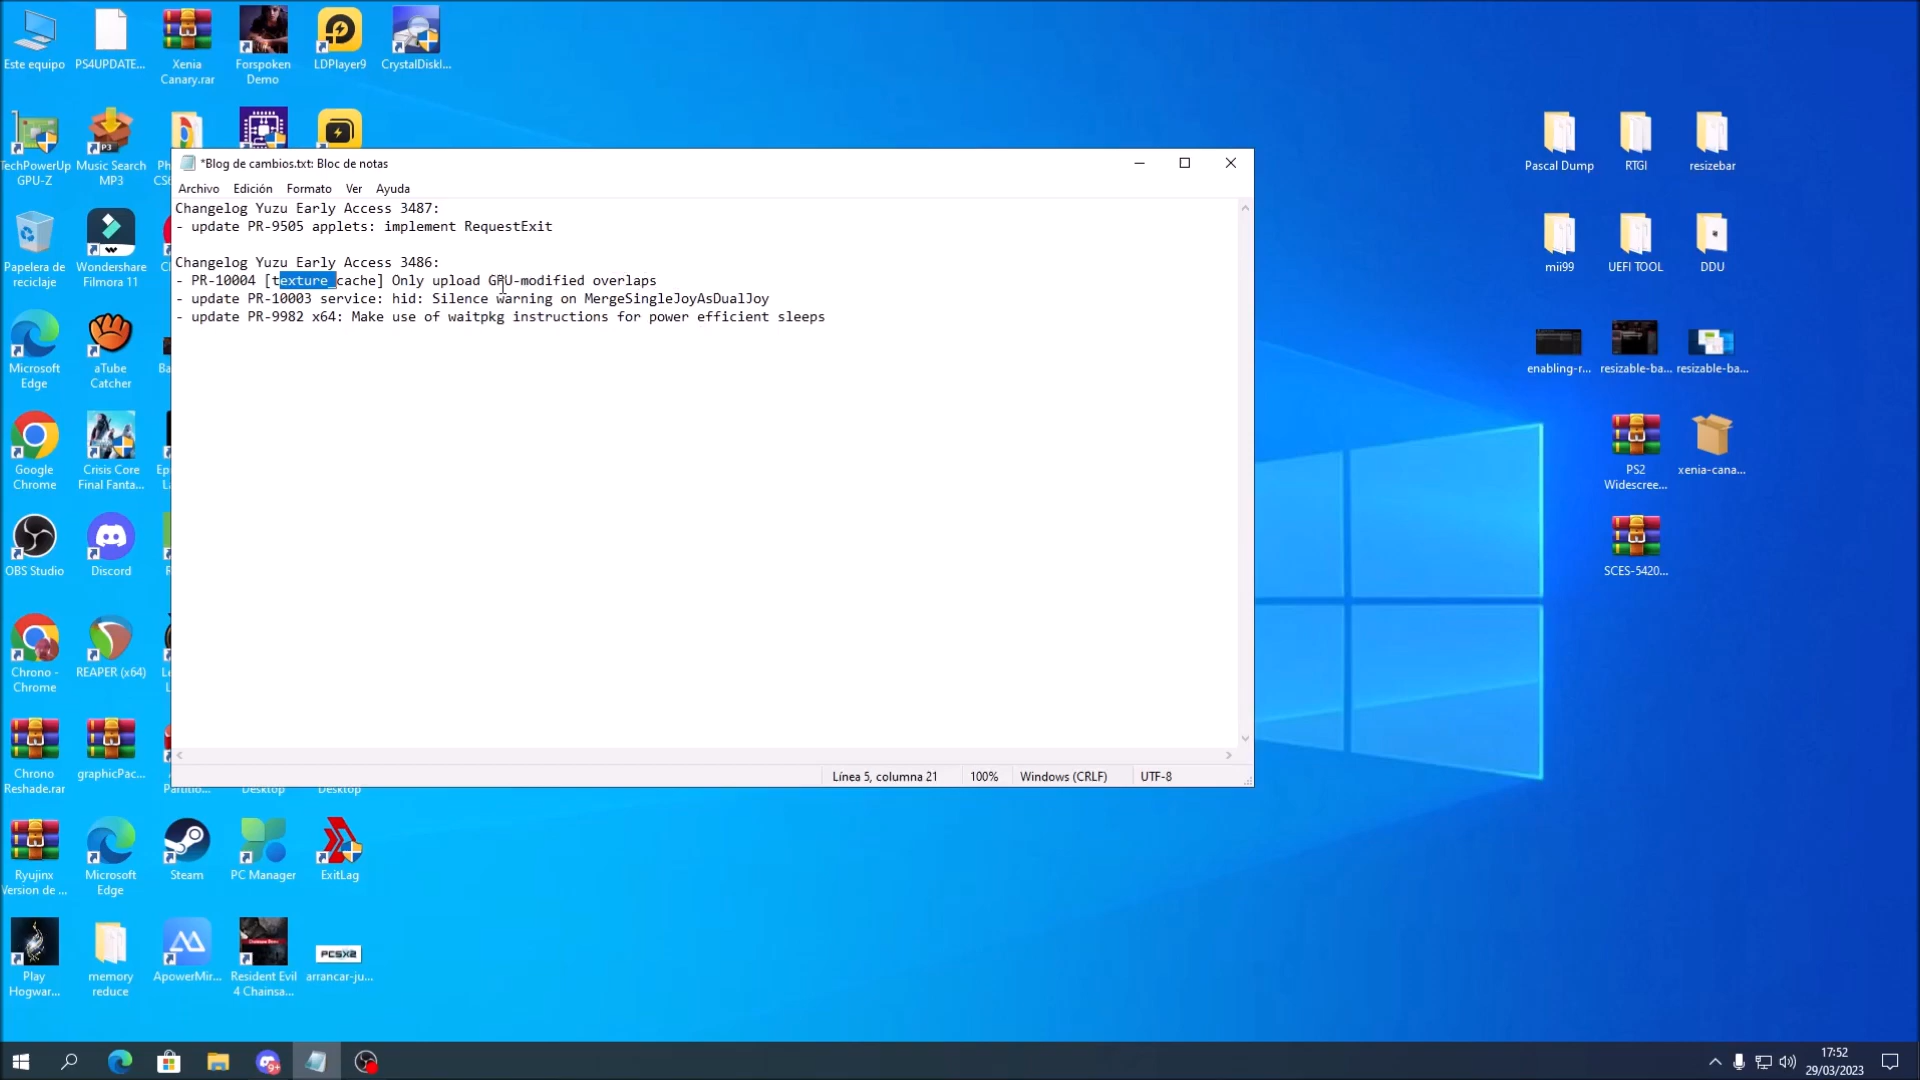 Este equipo
PS4UPDATE...
Xenia
Canary.rar
Forspoken
Demo
LDPlayer9
CrystalDiskI...
TechPowerUp
GPU-Z
Music Search
MP3
*Blog de cambios.txt: Bloc de notas
Archivo Edición Formato Ver Ayuda
Changelog Yuzu Early Access 3487:
- update PR-9505 applets: implement RequestExit
Changelog Yuzu Early Access 3486:
- PR-10004 [texture_cache] Only upload GPU-modified overlaps
- update PR-10003 service: hid: Silence warning on MergeSingleJoyAsDualJoy
- update PR-9982 x64: Make use of waitpkg instructions for power efficient sleeps
Línea 5, columna 21
100%
Windows (CRLF)
UTF-8
Papelera de
reciclaje
Wondershare
Filmora 11
Microsoft
Edge
aTube
Catcher
Google
Chrome
Crisis Core
Final Fanta...
OBS Studio
Discord
Chrono -
Chrome
REAPER (x64)
Chrono
Reshade.rar
graphicPac...
Desktop
Desktop
Ryujinx
Version de ...
Microsoft
Edge
Steam
PC Manager
ExitLag
Play
Hogwar...
memory
reduce
ApowerMir...
Resident Evil
4 Chainsa...
PCSX2
arrancar-ju...
Pascal Dump
RTGI
resizebar
mii99
UEFI TOOL
DDU
enabling-r...
resizable-ba...
resizable-ba...
PS2
Widescree...
xenia-cana...
SCES-5420...
9+
17:52
29/03/2023